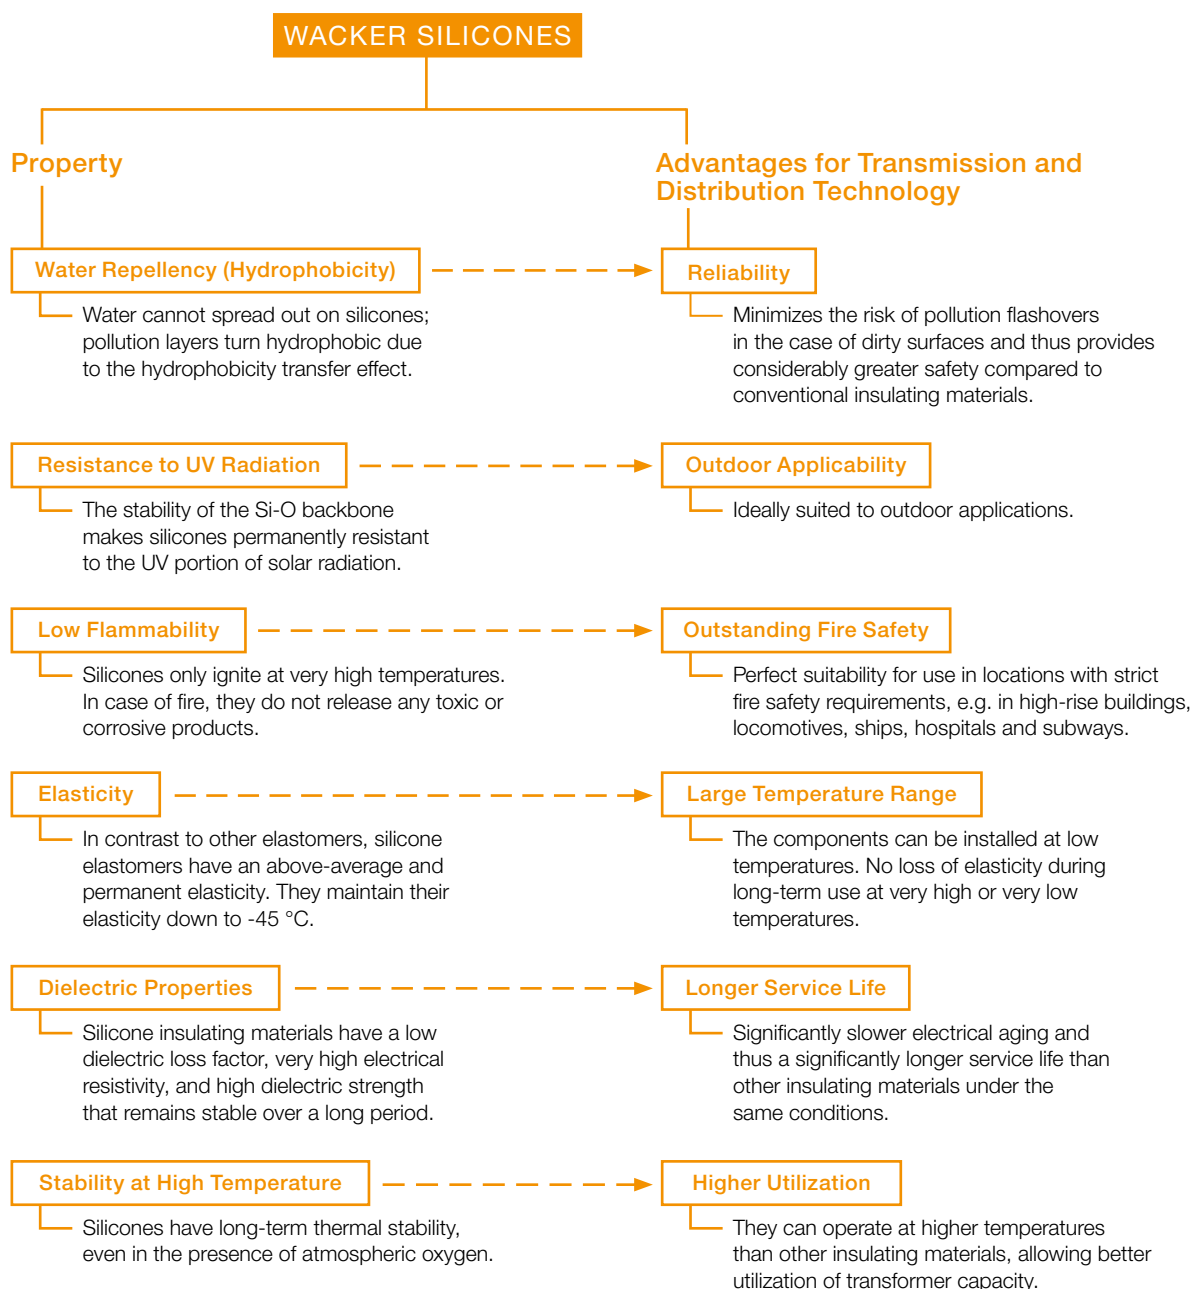 WACKER SILICONES
Property
Advantages for Transmission and
Distribution Technology
Water Repellency (Hydrophobicity)
Water cannot spread out on silicones;
pollution layers turn hydrophobic due
to the hydrophobicity transfer effect.
Reliability
Minimizes the risk of pollution flashovers
in the case of dirty surfaces and thus provides
considerably greater safety compared to
conventional insulating materials.
Resistance to UV Radiation
The stability of the Si-O backbone
makes silicones permanently resistant
to the UV portion of solar radiation.
Outdoor Applicability
Ideally suited to outdoor applications.
Low Flammability
Silicones only ignite at very high temperatures.
In case of fire, they do not release any toxic or
corrosive products.
Outstanding Fire Safety
Perfect suitability for use in locations with strict
fire safety requirements, e.g. in high-rise buildings,
locomotives, ships, hospitals and subways.
Elasticity
In contrast to other elastomers, silicone
elastomers have an above-average and
permanent elasticity. They maintain their
elasticity down to -45 °C.
Large Temperature Range
The components can be installed at low
temperatures. No loss of elasticity during
long-term use at very high or very low
temperatures.
Dielectric Properties
Silicone insulating materials have a low
dielectric loss factor, very high electrical
resistivity, and high dielectric strength
that remains stable over a long period.
Longer Service Life
Significantly slower electrical aging and
thus a significantly longer service life than
other insulating materials under the
same conditions.
Stability at High Temperature
Silicones have long-term thermal stability,
even in the presence of atmospheric oxygen.
Higher Utilization
They can operate at higher temperatures
than other insulating materials, allowing better
utilization of transformer capacity.